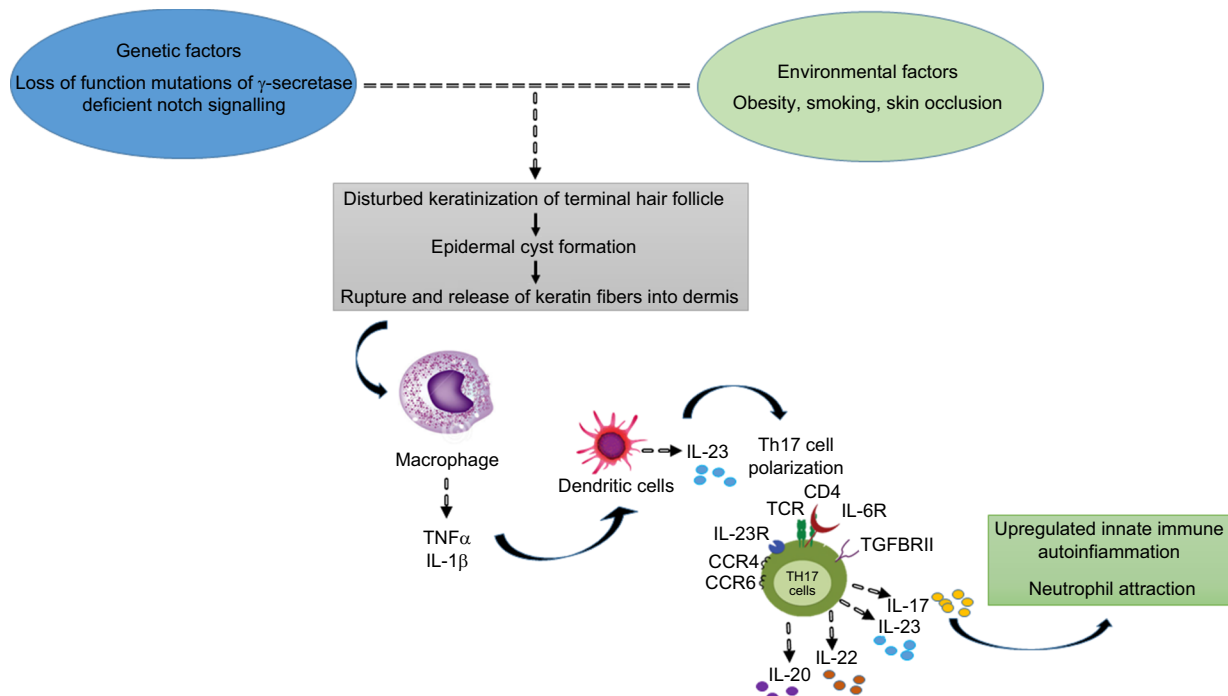 Genetic factors
Loss of function mutations of γ-secretase
deficient notch signalling
Environmental factors
Obesity, smoking, skin occlusion
Disturbed keratinization of terminal hair follicle
Epidermal cyst formation
Rupture and release of keratin fibers into dermis
Macrophage
TNFα
IL-1β
Dendritic cells
IL-23
Th17 cell
polarization
CD4
TCR
IL-6R
IL-23R
TGFBRII
CCR4
CCR6
TH17
cells
IL-17
IL-23
IL-22
IL-20
Upregulated innate immune
autoinfiammation
Neutrophil attraction